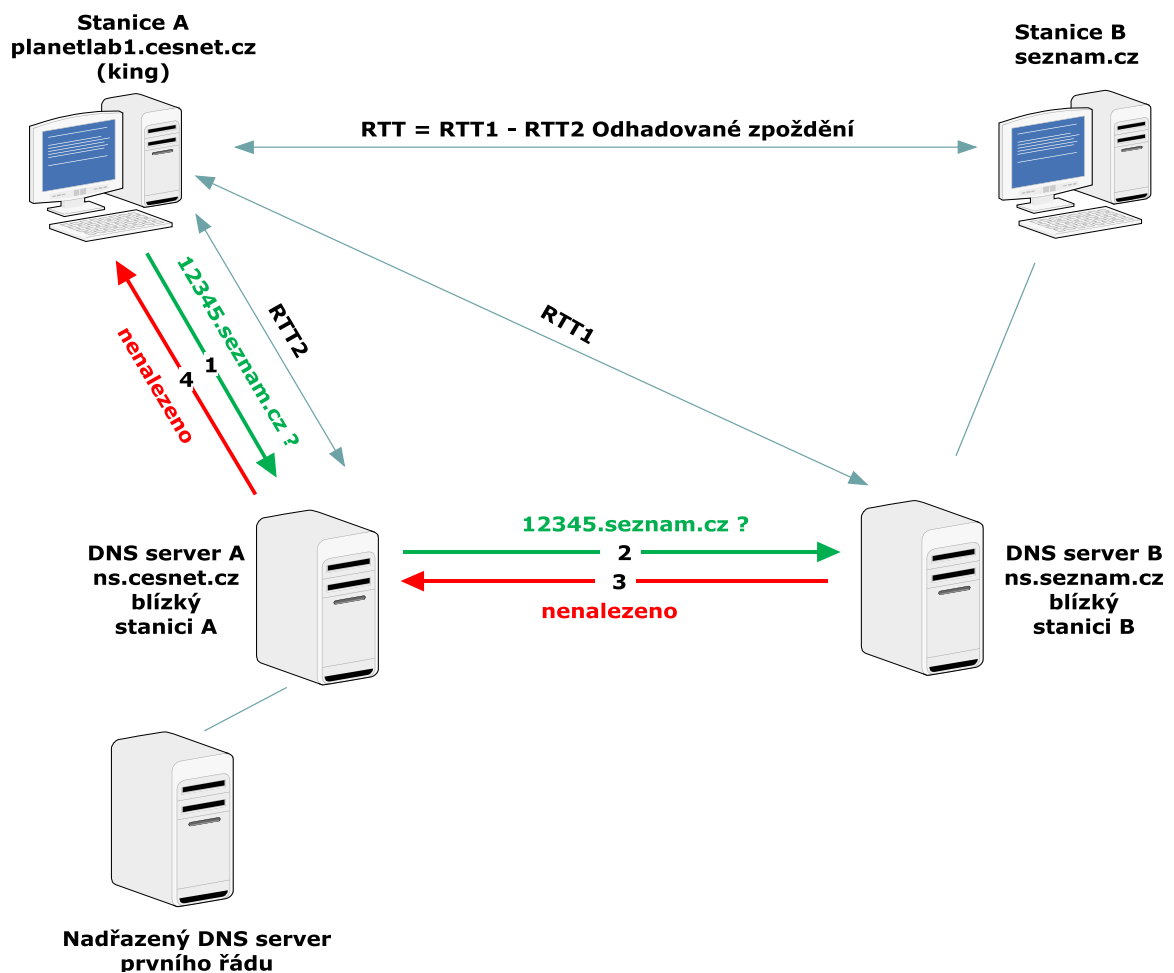 Stanice A
planetlab1.cesnet.cz
(king)
Stanice B
seznam.cz
RTT = RTT1 - RTT2 Odhadované zpoždění
12345.seznam.cz ?
RTT2
RTT1
nenalezeno
1
4
12345.seznam.cz ?
2
3
nenalezeno
DNS server A
ns.cesnet.cz
blízký
stanici A
DNS server B
ns.seznam.cz
blízký
stanici B
Nadřazený DNS server
prvního řádu